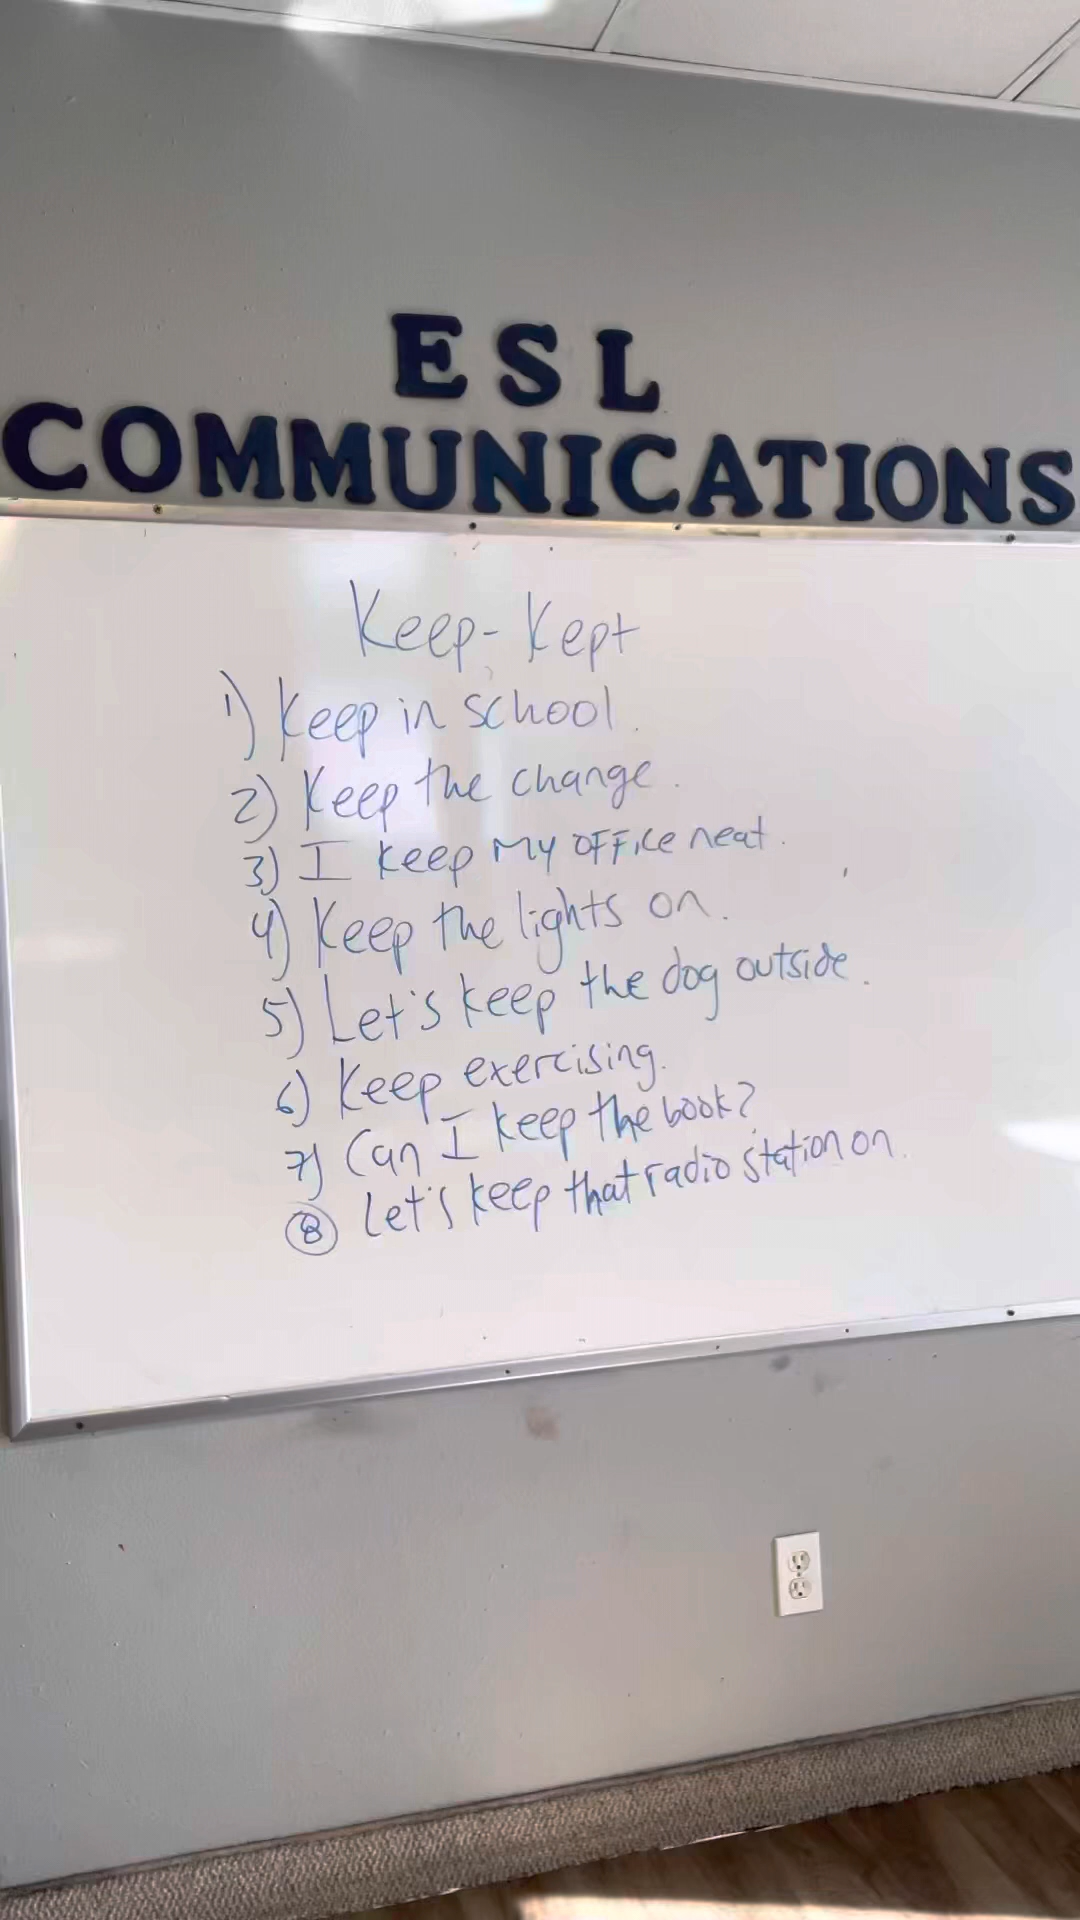 ESL
COMMUNICATIONS
Keep - Kept
1) Keep in school.
2) Keep the change.
3) I keep my office neat.
4) Keep the lights on.
5) Let's keep the dog outside.
6) Keep exercising.
7) Can I keep the book?
8 Let's keep that radio station on.